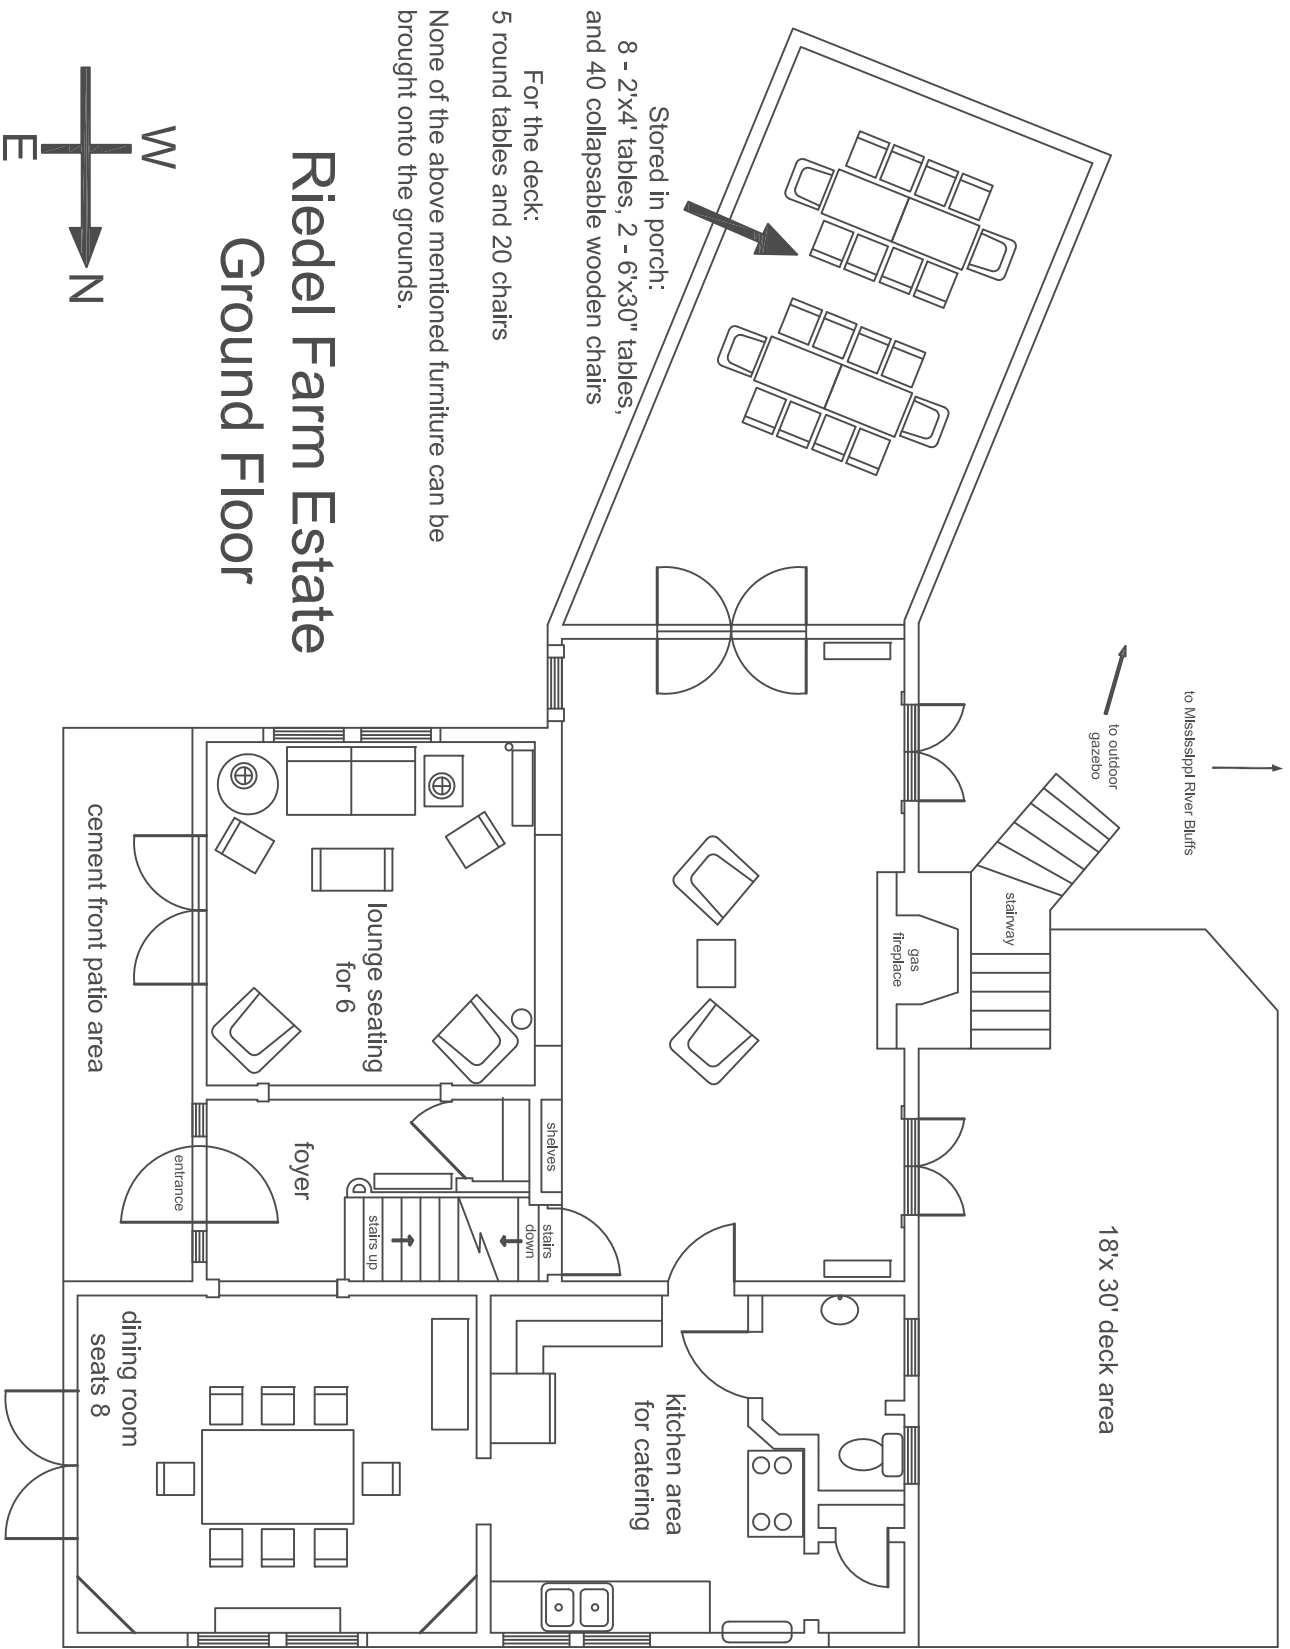 Riedel Farm Estate
Ground Floor
W
E
N
Stored in porch:
8 - 2'x4' tables, 2 - 6'x30" tables,
and 40 collapsable wooden chairs
For the deck:
5 round tables and 20 chairs
None of the above mentioned furniture can be
brought onto the grounds.
to Mississippi River Bluffs
to outdoor
gazebo
stairway
gas
fireplace
18'x 30' deck area
lounge seating
for 6
cement front patio area
shelves
foyer
entrance
stairs up
stairs
down
kitchen area
for catering
dining room
seats 8